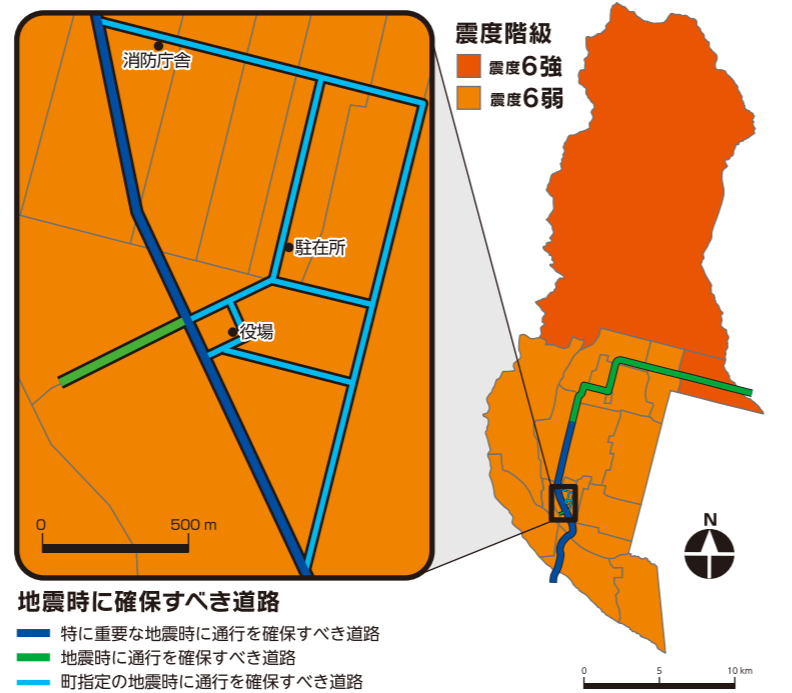 震度階級
震度6強
震度6弱
消防庁舎
駐在所
役場
0 500 m
N
地震時に確保すべき道路
特に重要な地震時に通行を確保すべき道路
地震時に通行を確保すべき道路
町指定の地震時に通行を確保すべき道路
0 5 10 km